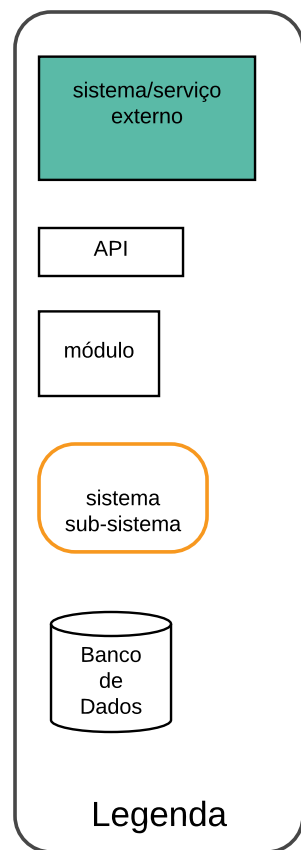 sistema/serviço
externo
API
módulo
sistema
sub-sistema
Banco
de
Dados
Legenda